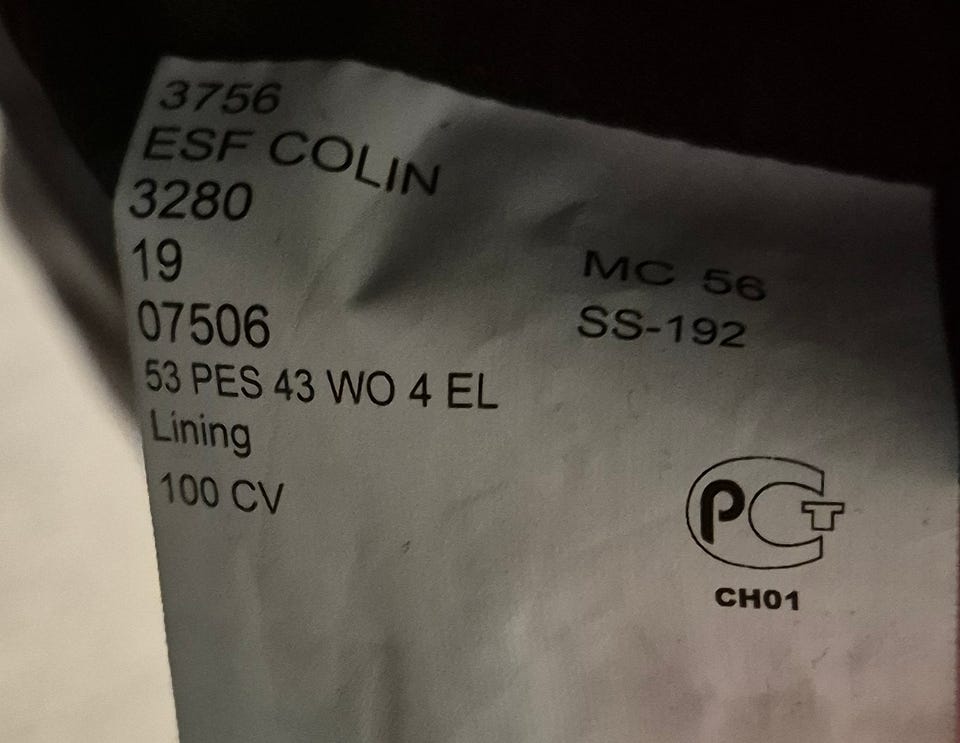 3756
ESF COLIN
3280
19
07506
53 PES 43 WO 4 EL
Lining
100 CV
MC 56
SS-192
РСТ
CH01